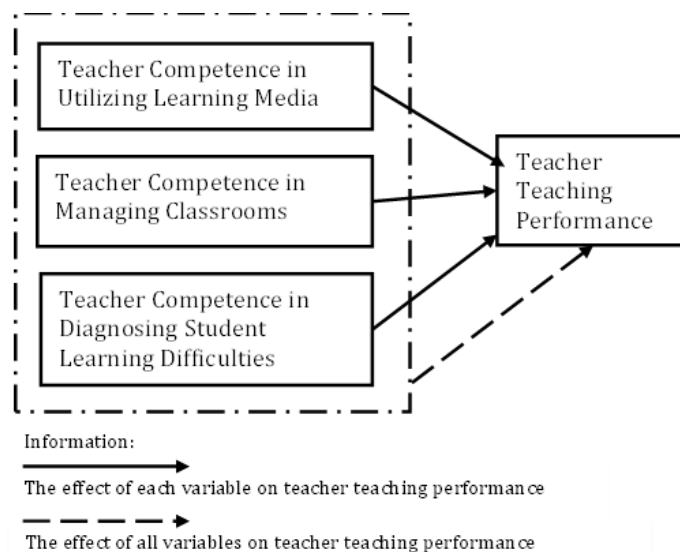 Teacher Competence in
Utilizing Learning Media
Teacher Competence in
Managing Classrooms
Teacher Competence in
Diagnosing Student
Learning Difficulties
Teacher
Teaching
Performance
Information:
The effect of each variable on teacher teaching performance
The effect of all variables on teacher teaching performance